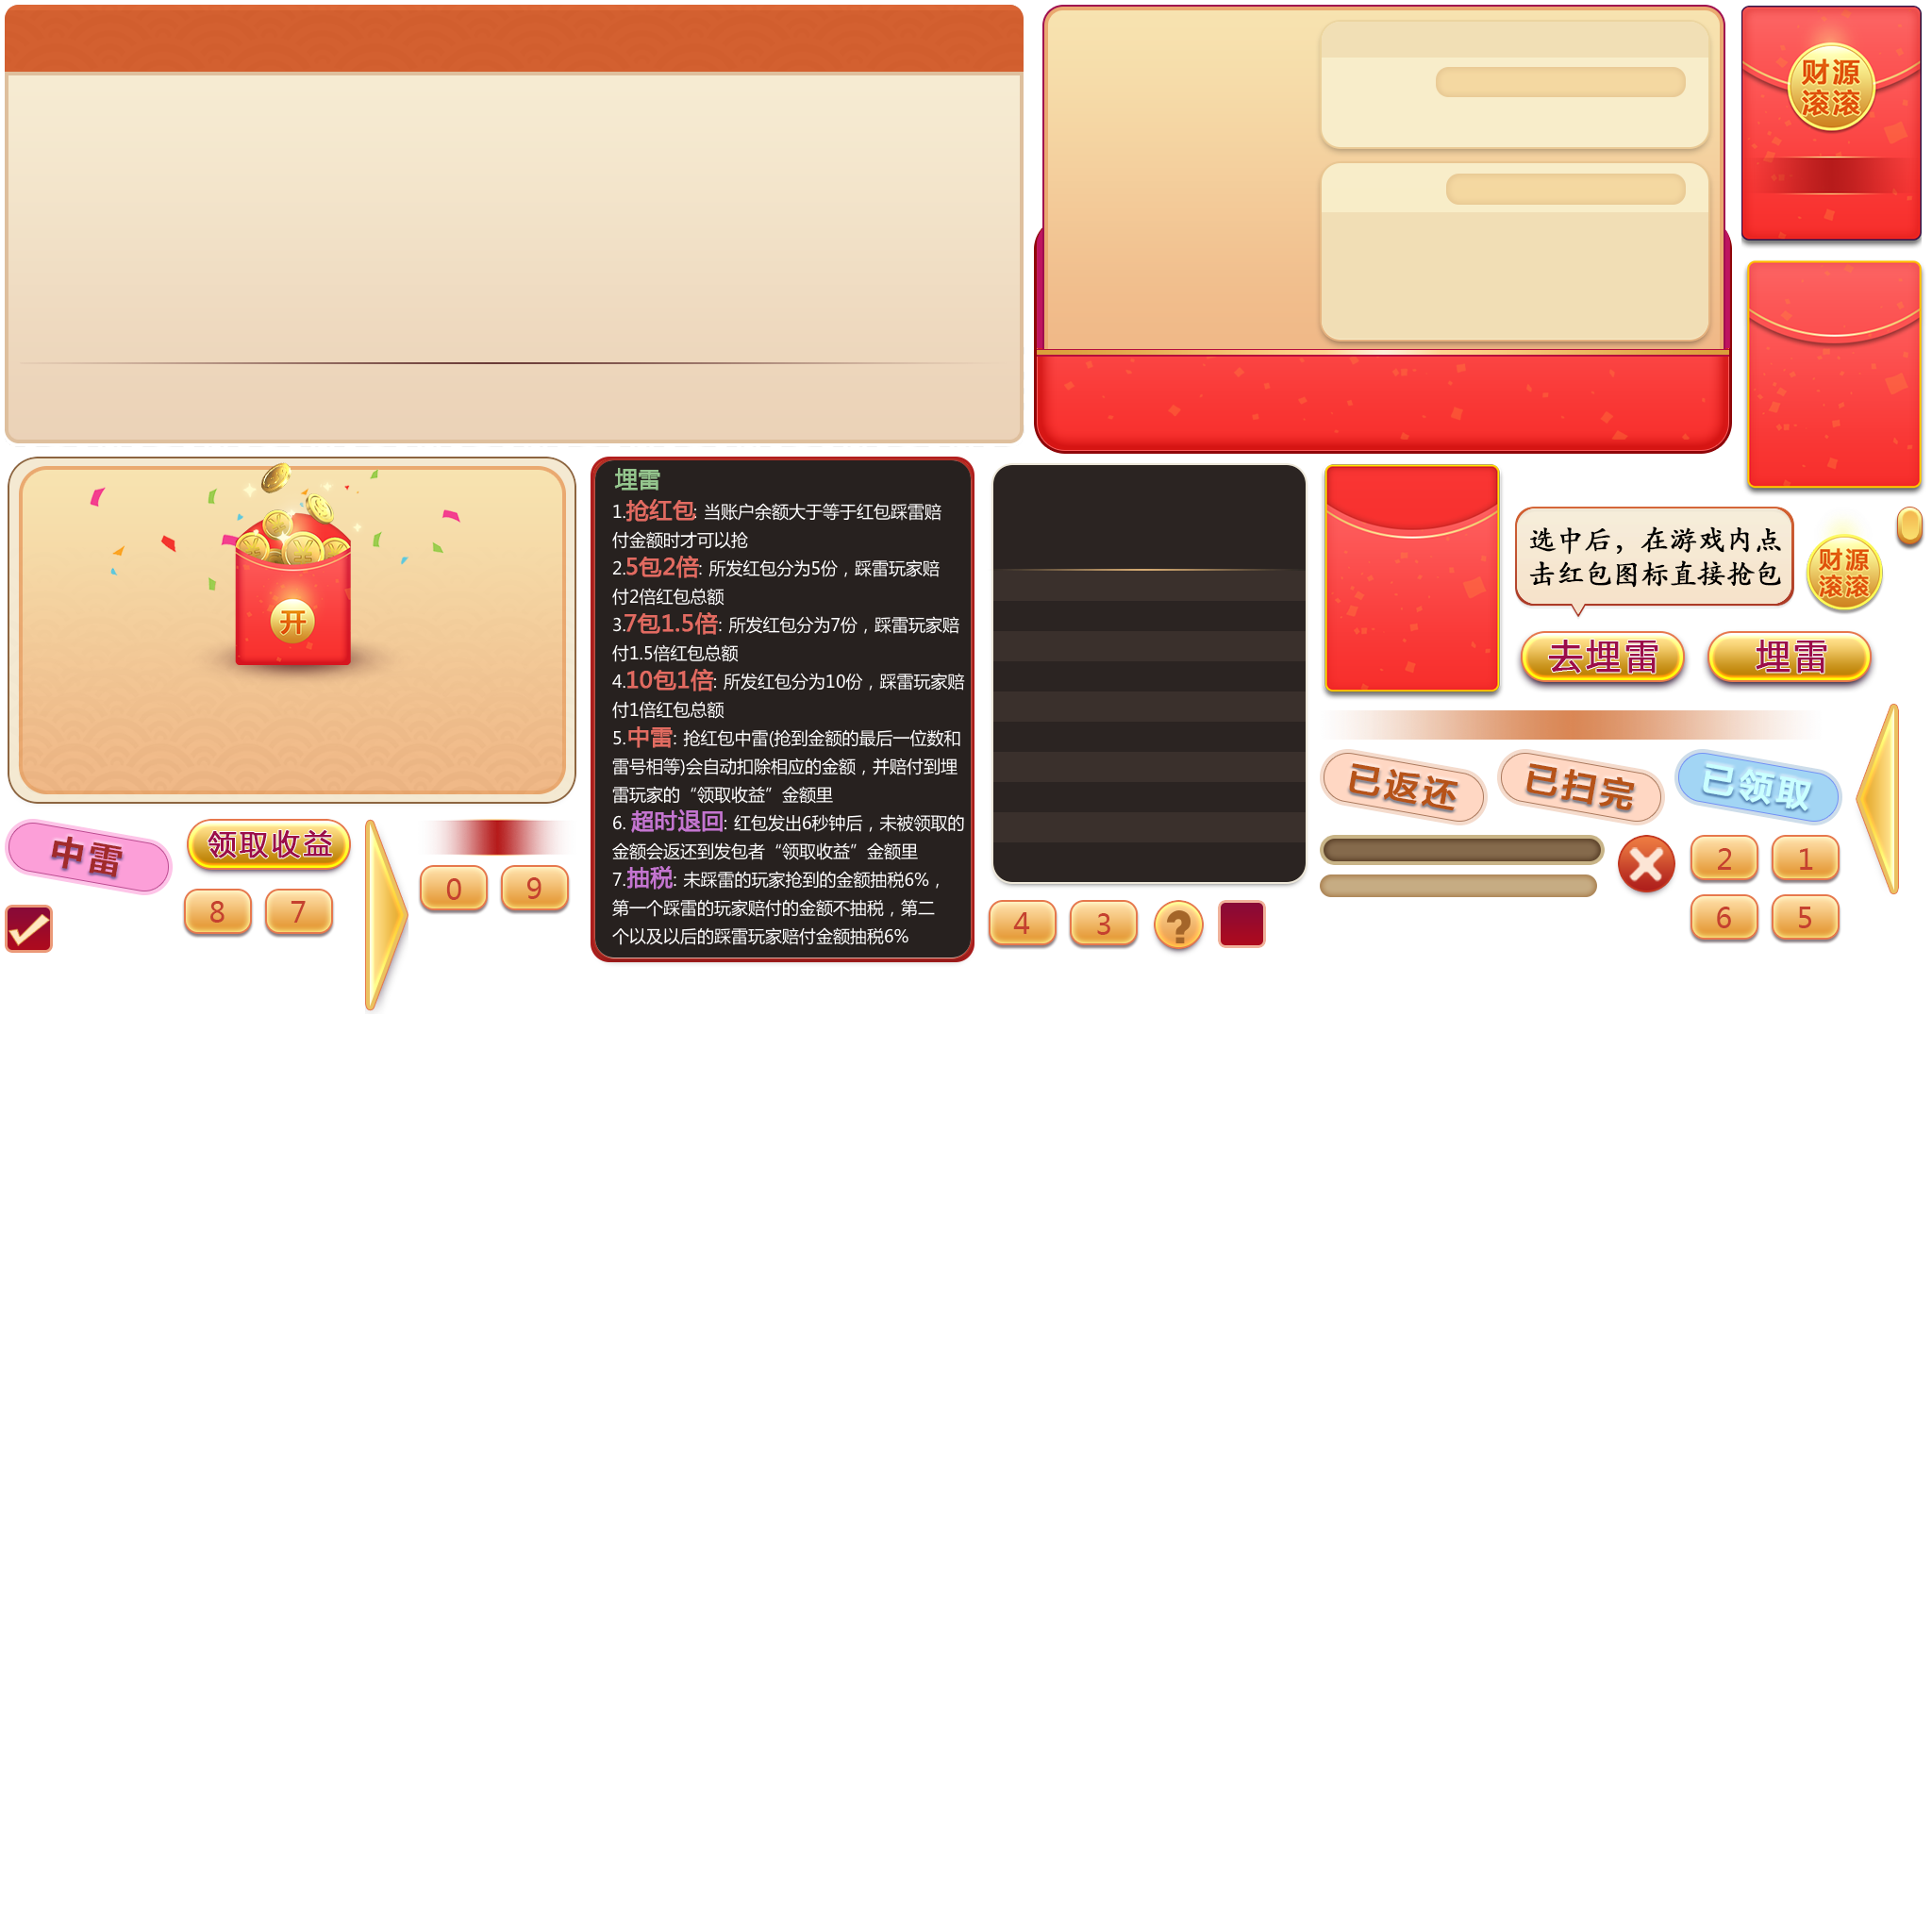 财源
滚滚
开
埋雷
1.抢红包: 当账户余额大于等于红包踩雷赔
付金额时才可以抢
2.5包2倍: 所发红包分为5份，踩雷玩家赔
付2倍红包总额
3.7包1.5倍: 所发红包分为7份，踩雷玩家赔
付1.5倍红包总额
4.10包1倍: 所发红包分为10份，踩雷玩家赔
付1倍红包总额
5.中雷: 抢红包中雷(抢到金额的最后一位数和
雷号相等)会自动扣除相应的金额，并赔付到埋
雷玩家的“领取收益”金额里
6. 超时退回: 红包发出6秒钟后，未被领取的
金额会返还到发包者“领取收益”金额里
7.抽税: 未踩雷的玩家抢到的金额抽税6%，
第一个踩雷的玩家赔付的金额不抽税，第二
个以及以后的踩雷玩家赔付金额抽税6%
选中后，在游戏内点
击红包图标直接抢包
财源
滚滚
去埋雷
埋雷
已返还
已扫完
已领取
中雷
领取收益
8
7
0
9
4
3
?
2
1
6
5